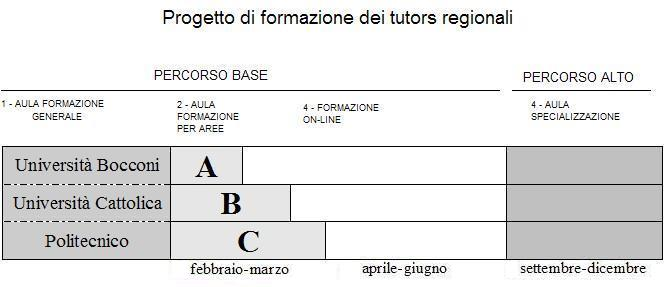 Progetto di formazione dei tutors regionali
PERCORSO BASE
PERCORSO ALTO
1 - AULA FORMAZIONE
GENERALE
2 - AULA
FORMAZIONE
PER AREE
4 - FORMAZIONE
ON-LINE
4 - AULA
SPECIALIZZAZIONE
Università Bocconi
A
Università Cattolica
B
Politecnico
C
febbraio-marzo
aprile-giugno
settembre-dicembre